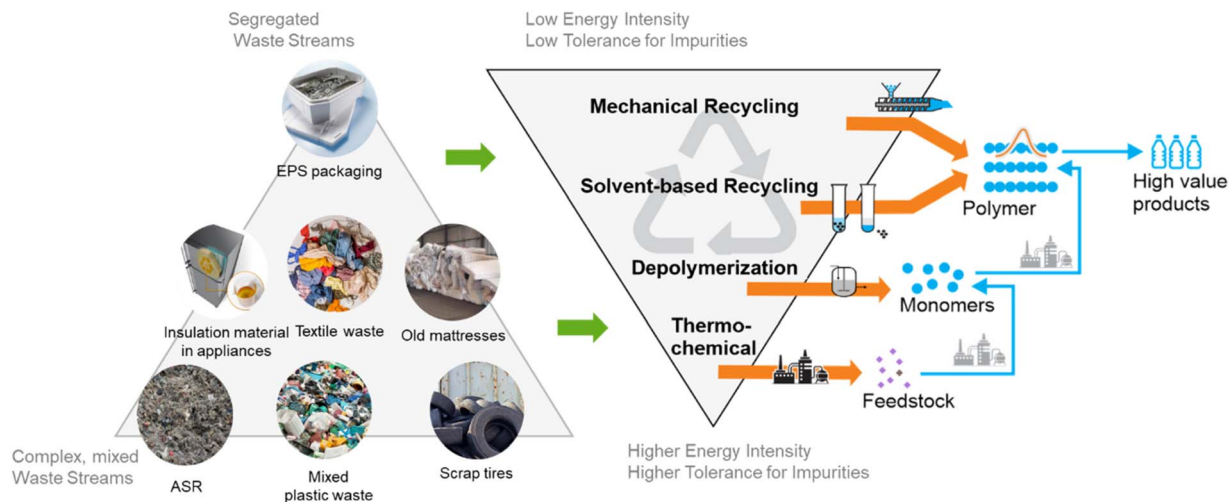 Segregated
Waste Streams
EPS packaging
Insulation material
in appliances
Textile waste
Old mattresses
Complex, mixed
Waste Streams
ASR
Mixed
plastic waste
Scrap tires
Low Energy Intensity
Low Tolerance for Impurities
Mechanical Recycling
Solvent-based Recycling
Depolymerization
Thermo-
chemical
Polymer
High value
products
Monomers
Feedstock
Higher Energy Intensity
Higher Tolerance for Impurities